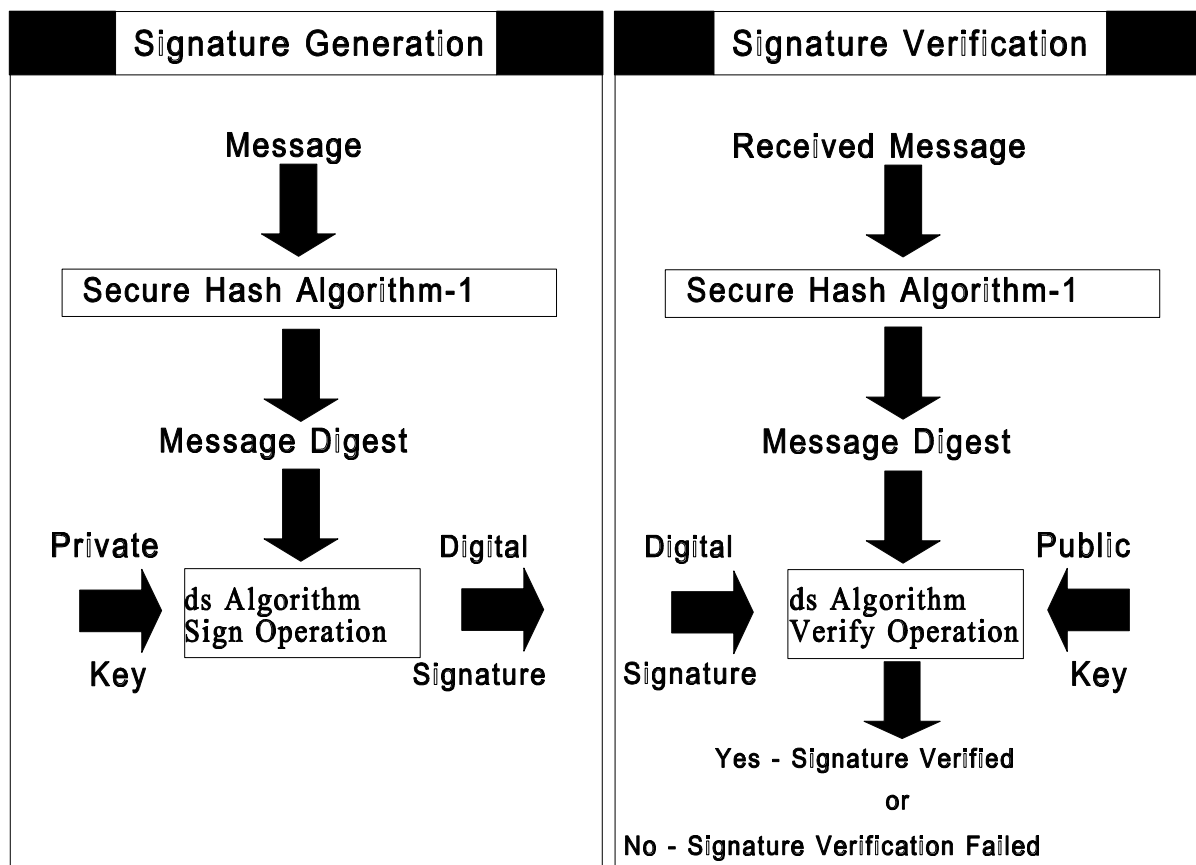 Signature Generation
Message
Secure Hash Algorithm-1
Message Digest
Private
Key
ds Algorithm
Sign Operation
Digital
Signature
Signature Verification
Received Message
Secure Hash Algorithm-1
Message Digest
Digital
Signature
ds Algorithm
Verify Operation
Public
Key
Yes - Signature Verified
or
No - Signature Verification Failed